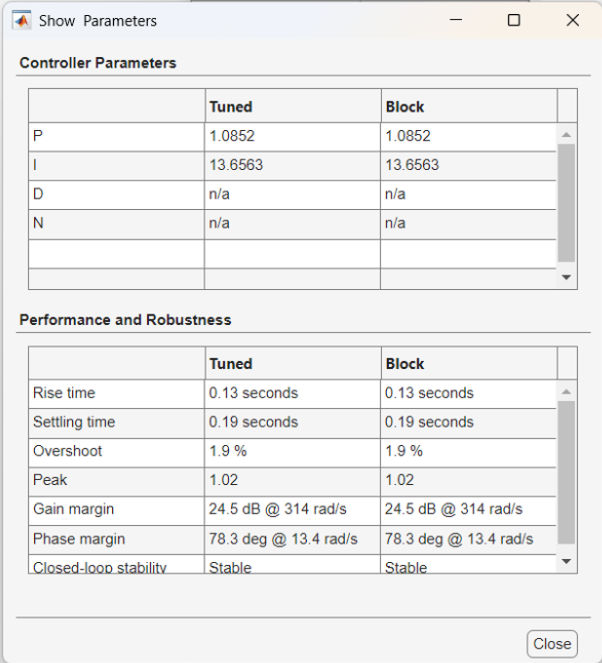 Show Parameters
Controller Parameters
Tuned Block
P 1.0852 1.0852
I 13.6563 13.6563
D n/a n/a
N n/a n/a
Performance and Robustness
Tuned Block
Rise time 0.13 seconds 0.13 seconds
Settling time 0.19 seconds 0.19 seconds
Overshoot 1.9 % 1.9 %
Peak 1.02 1.02
Gain margin 24.5 dB @ 314 rad/s 24.5 dB @ 314 rad/s
Phase margin 78.3 deg @ 13.4 rad/s 78.3 deg @ 13.4 rad/s
Closed-loop stability Stable Stable
Close